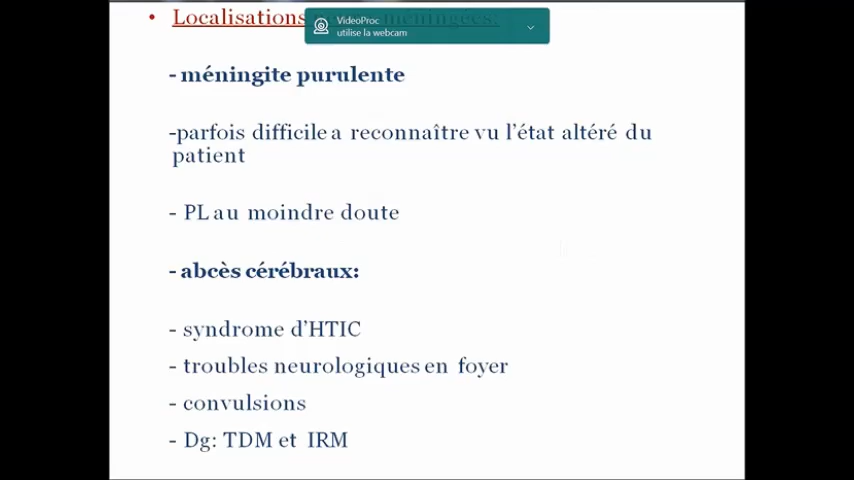 • Localisations méningées:
VideoProc
utilise la webcam
- méningite purulente
-parfois difficile a reconnaître vu l'état altéré du
patient
- PL au moindre doute
- abcès cérébraux:
- syndrome d'HTIC
- troubles neurologiques en foyer
- convulsions
- Dg: TDM et IRM